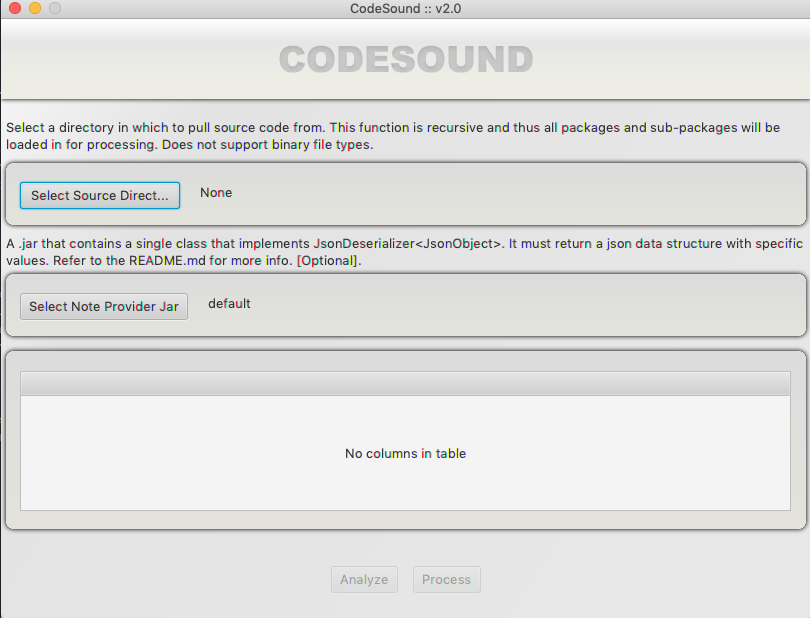 CodeSound :: v2.0
CODESOUND
Select a directory in which to pull source code from. This function is recursive and thus all packages and sub-packages will be
loaded in for processing. Does not support binary file types.
Select Source Direct...
None
A .jar that contains a single class that implements JsonDeserializer<JsonObject>. It must return a json data structure with specific
values. Refer to the README.md for more info. [Optional].
Select Note Provider Jar
default
No columns in table
Analyze
Process